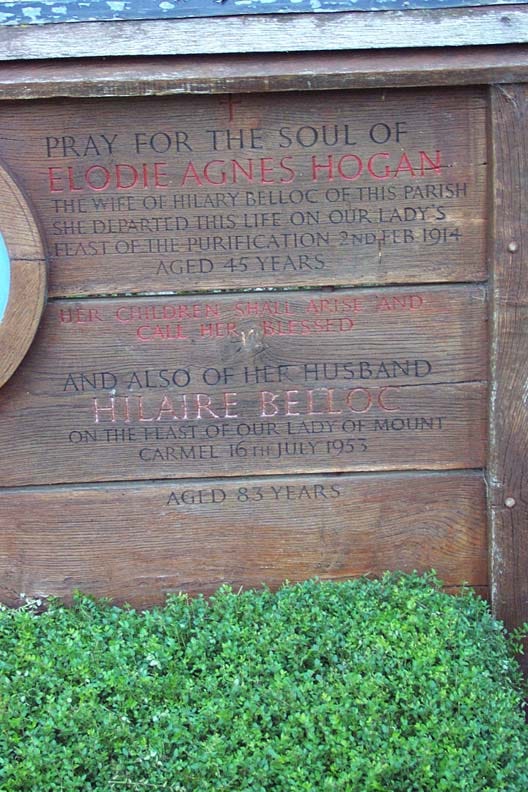 PRAY FOR THE SOUL OF
ELODIE AGNES HOGAN
THE WIFE OF HILARY BELLOC OF THIS PARISH
SHE DEPARTED THIS LIFE ON OUR LADY'S
FEAST OF THE PURIFICATION 2ND FEB 1914
AGED 45 YEARS
HER CHILDREN SHALL ARISE AND
CALL HER BLESSED
AND ALSO OF HER HUSBAND
HILAIRE BELLOC
ON THE FEAST OF OUR LADY OF MOUNT
CARMEL 16TH JULY 1953
AGED 83 YEARS